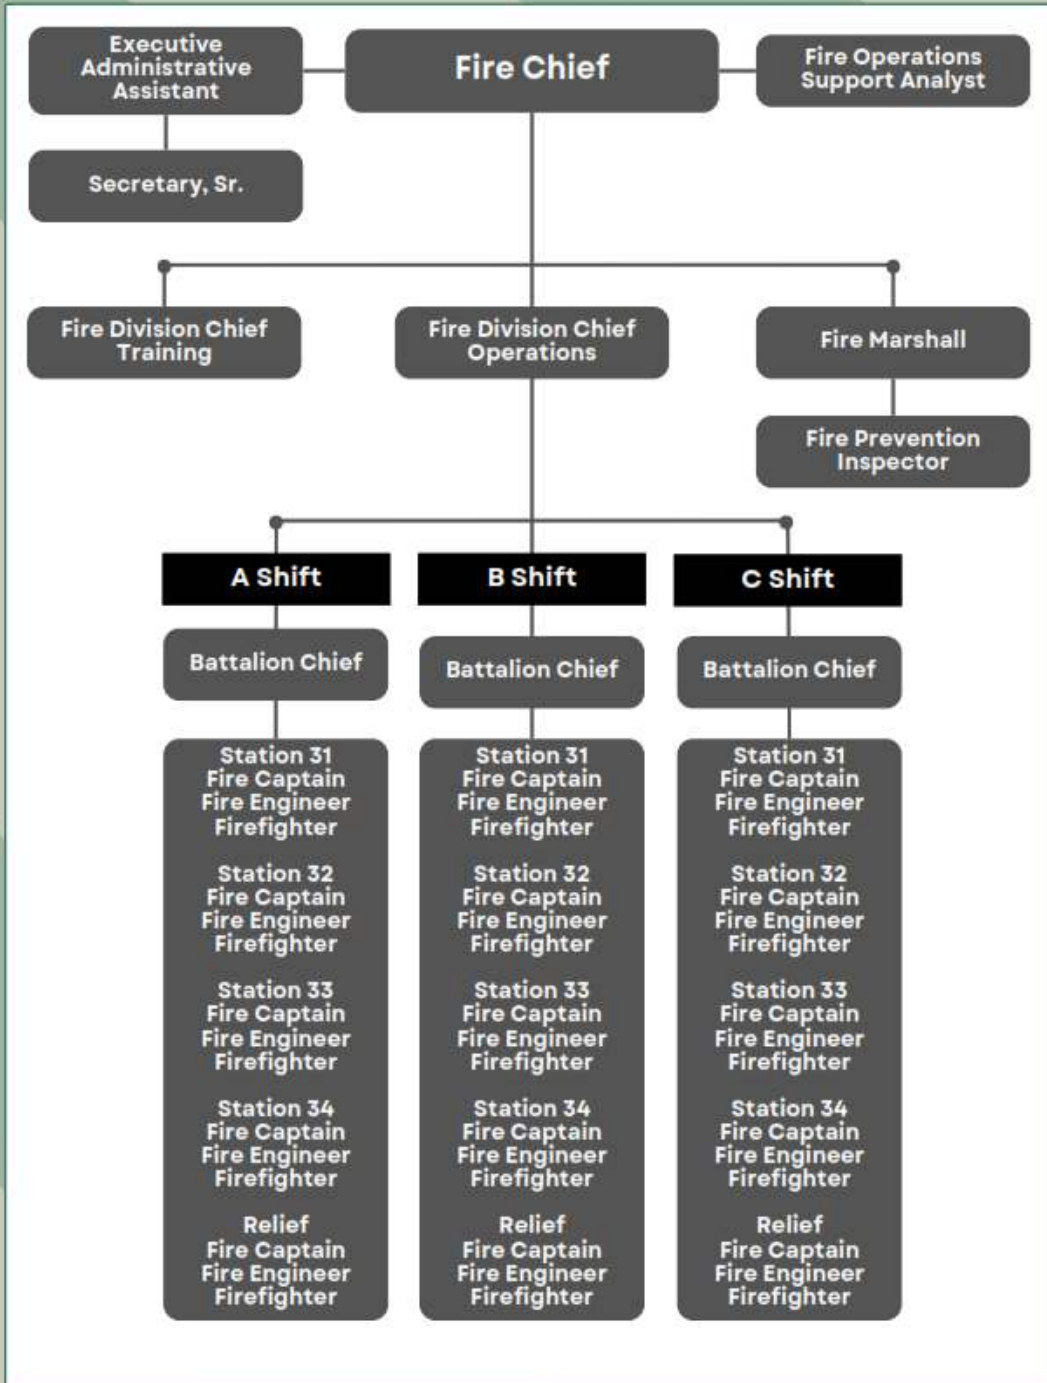 Executive
Administrative
Assistant
Fire Chief
Fire Operations
Support Analyst
Secretary, Sr.
Fire Division Chief
Training
Fire Division Chief
Operations
Fire Marshall
Fire Prevention
Inspector
A Shift
B Shift
C Shift
Battalion Chief
Battalion Chief
Battalion Chief
Station 31
Fire Captain
Fire Engineer
Firefighter
Station 32
Fire Captain
Fire Engineer
Firefighter
Station 33
Fire Captain
Fire Engineer
Firefighter
Station 34
Fire Captain
Fire Engineer
Firefighter
Relief
Fire Captain
Fire Engineer
Firefighter
Station 31
Fire Captain
Fire Engineer
Firefighter
Station 32
Fire Captain
Fire Engineer
Firefighter
Station 33
Fire Captain
Fire Engineer
Firefighter
Station 34
Fire Captain
Fire Engineer
Firefighter
Relief
Fire Captain
Fire Engineer
Firefighter
Station 31
Fire Captain
Fire Engineer
Firefighter
Station 32
Fire Captain
Fire Engineer
Firefighter
Station 33
Fire Captain
Fire Engineer
Firefighter
Station 34
Fire Captain
Fire Engineer
Firefighter
Relief
Fire Captain
Fire Engineer
Firefighter